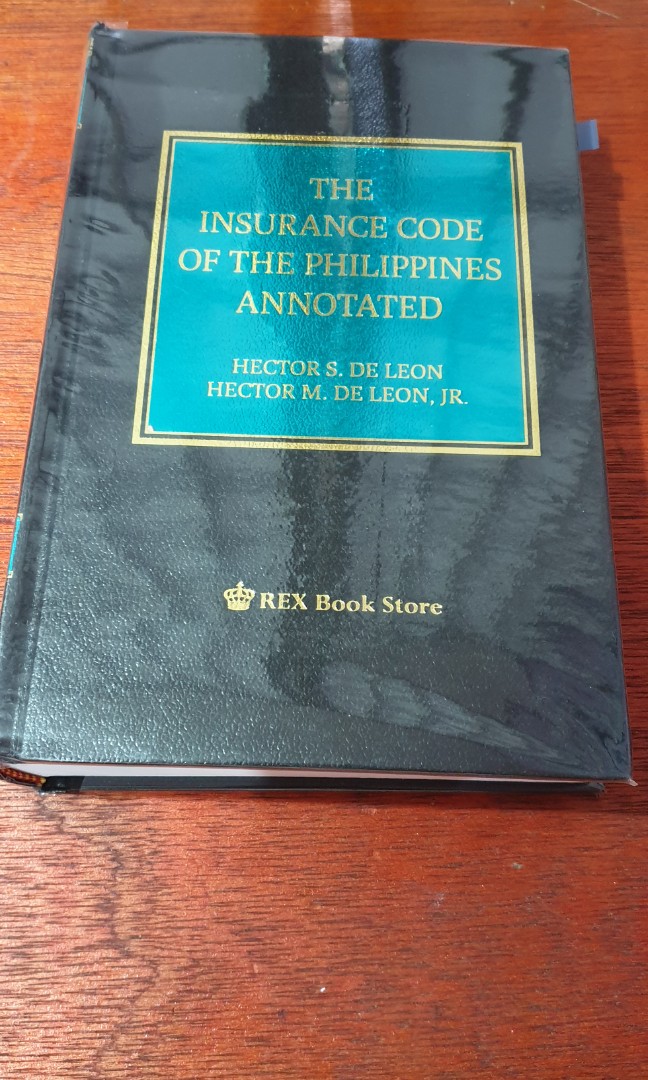 THE
INSURANCE CODE
OF THE PHILIPPINES
ANNOTATED
HECTOR S. DE LEON
HECTOR M. DE LEON, JR.
REX Book Store